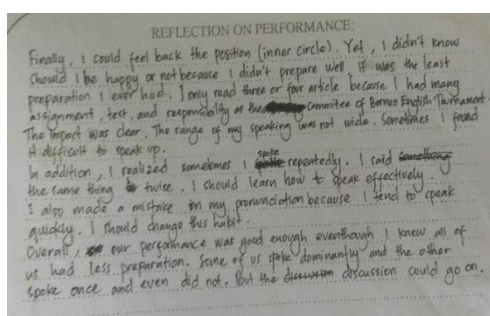 REFLECTION ON PERFORMANCE:
Finally, I could feel back the position (inner circle). Yet, I didn't know
should I be happy or not because I didn't prepare well, it was the least
preparation I ever had. I only read three or four article because I had many
assignment, test, and responsibility as the Committee of Borneo English Tournament.
The impact was clear. The range of my speaking was not wide. Sometimes I found
it difficult to speak up.
In addition, I realized sometimes I spoke repeatedly. I said
the same thing twice. I should learn how to speak effectively.
I also made a mistake in my pronunciation because I tend to speak
quickly. I should change this habit.
Overall, our performance was good enough eventhough I knew all of
us had less preparation. Some of us spoke dominantly and the other
spoke once and even did not. But the discussion could go on.